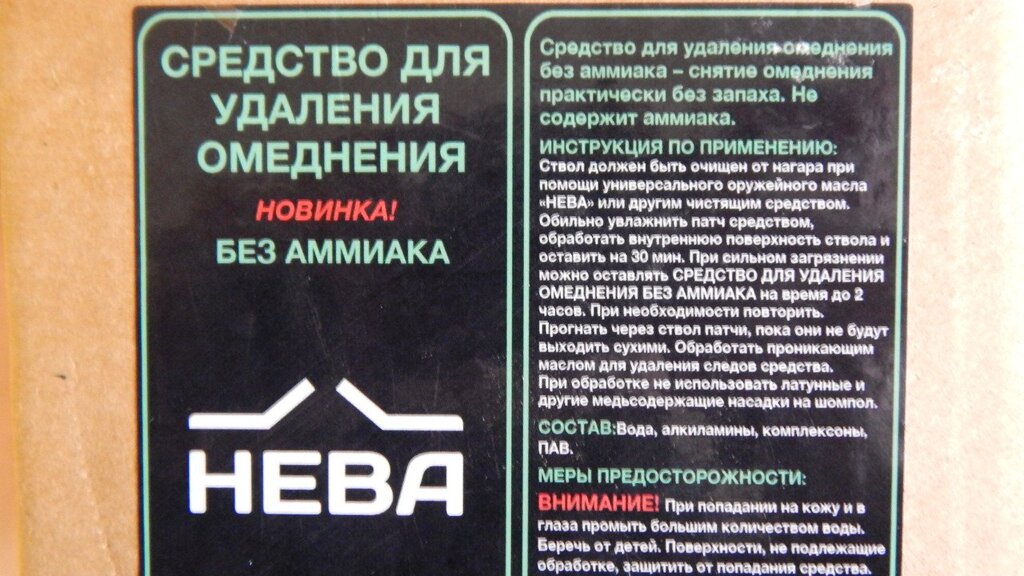 СРЕДСТВО ДЛЯ
УДАЛЕНИЯ
ОМЕДНЕНИЯ
НОВИНКА!
БЕЗ АММИАКА
НЕВА
Средство для удаления омеднения
без аммиака – снятие омеднения
практически без запаха. Не
содержит аммиака.
ИНСТРУКЦИЯ ПО ПРИМЕНЕНИЮ:
Ствол должен быть очищен от нагара при
помощи универсального оружейного масла
«НЕВА» или другим чистящим средством.
Обильно увлажнить патч средством,
обработать внутреннюю поверхность ствола и
оставить на 30 мин. При сильном загрязнении
можно оставлять СРЕДСТВО ДЛЯ УДАЛЕНИЯ
ОМЕДНЕНИЯ БЕЗ АММИАКА на время до 2
часов. При необходимости повторить.
Прогнать через ствол патчи, пока они не будут
выходить сухими. Обработать проникающим
маслом для удаления следов средства.
При обработке не использовать латунные и
другие медьсодержащие насадки на шомпол.
СОСТАВ:Вода, алкиламины, комплексоны,
ПАВ.
МЕРЫ ПРЕДОСТОРОЖНОСТИ:
ВНИМАНИЕ! При попадании на кожу и в
глаза промыть большим количеством воды.
Беречь от детей. Поверхности, не подлежащие
обработке, защитить от попадания средства.